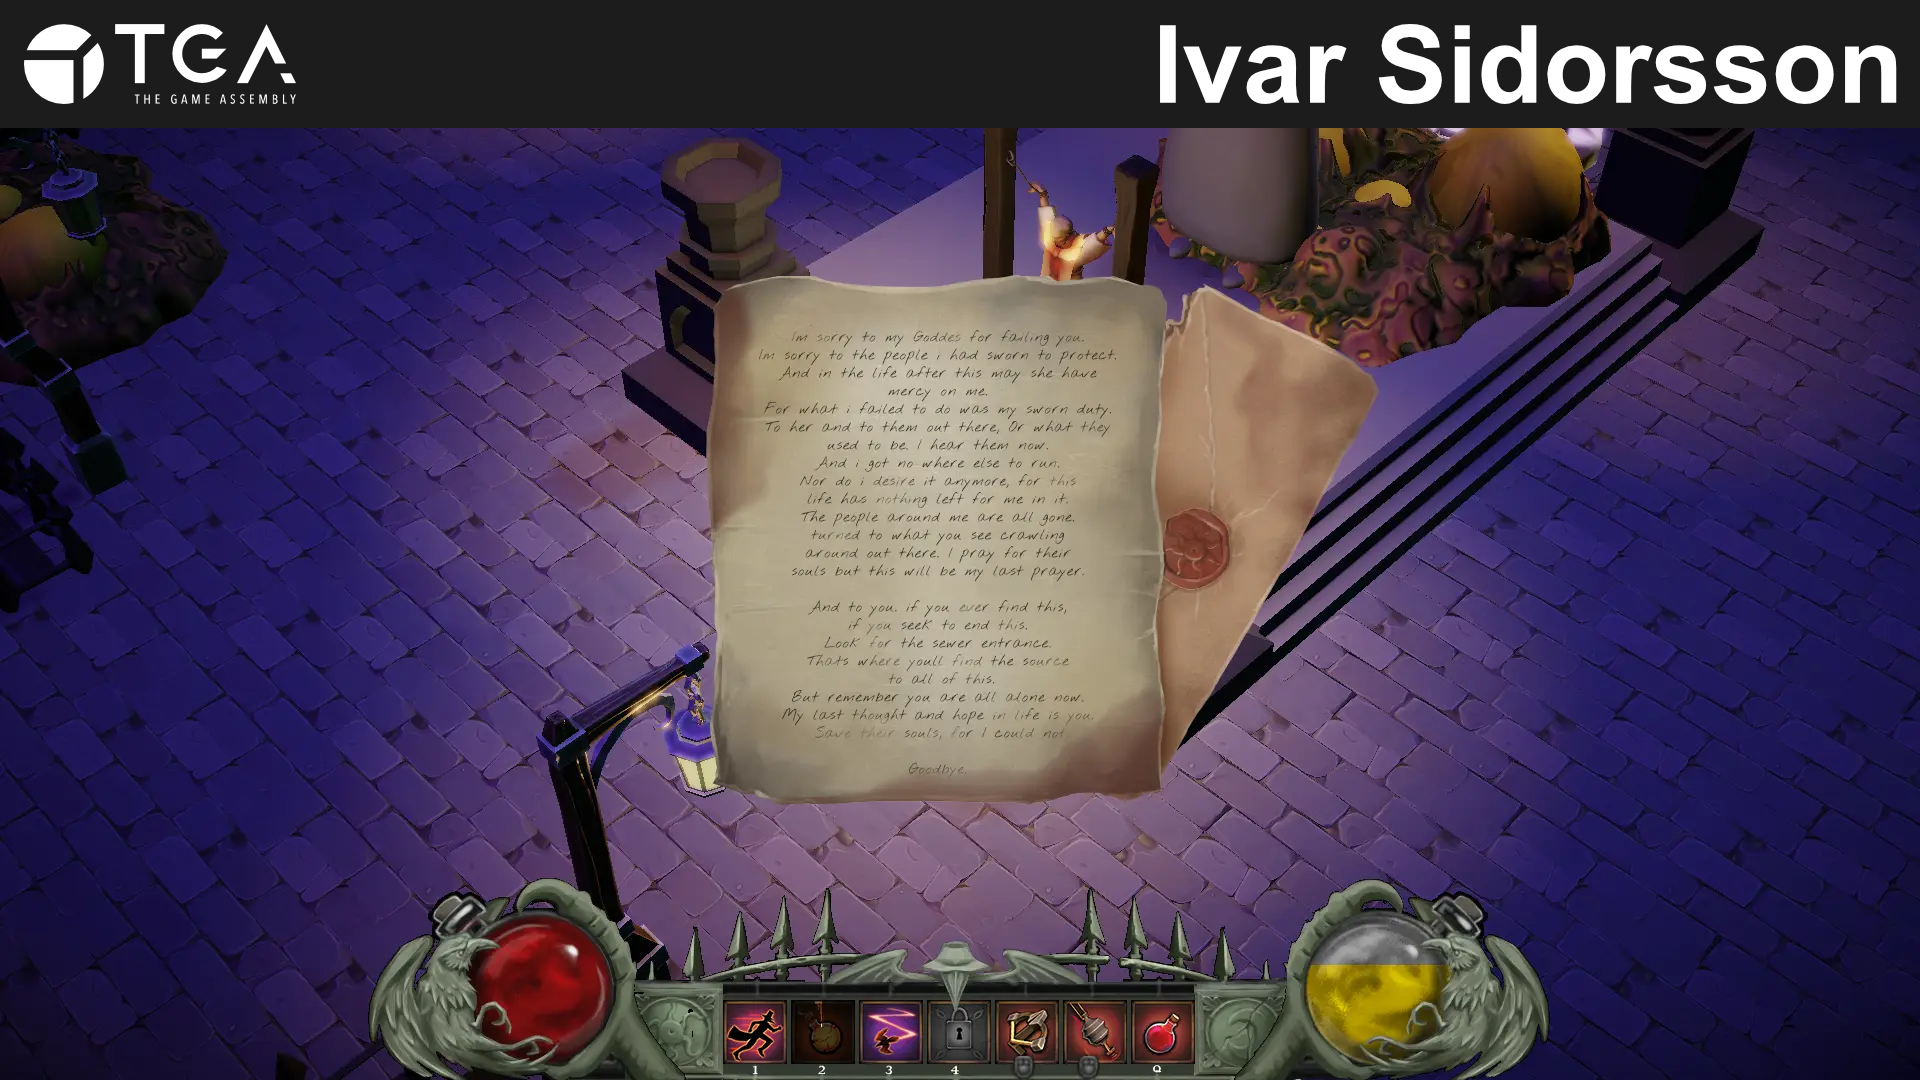 TGA
THE GAME ASSEMBLY
Ivar Sidorsson
Im sorry to my Goddes for failing you.
Im sorry to the people i had sworn to protect.
And in the life after this may she have
mercy on me.
For what i failed to do was my sworn duty.
To her and to them out there, Or what they
used to be. I hear them now.
And i got no where else to run.
Nor do i desire it anymore, for this
life has nothing left for me in it.
The people around me are all gone.
turned to what you see crawling
around out there. I pray for their
souls but this will be my last prayer.
And to you. if you ever find this,
if you seek to end this.
Look for the sewer entrance.
Thats where youll find the source
to all of this.
But remember you are all alone now.
My last thought and hope in life is you.
Save their souls, for I could not
Goodbye.
1 2 3 4 Q